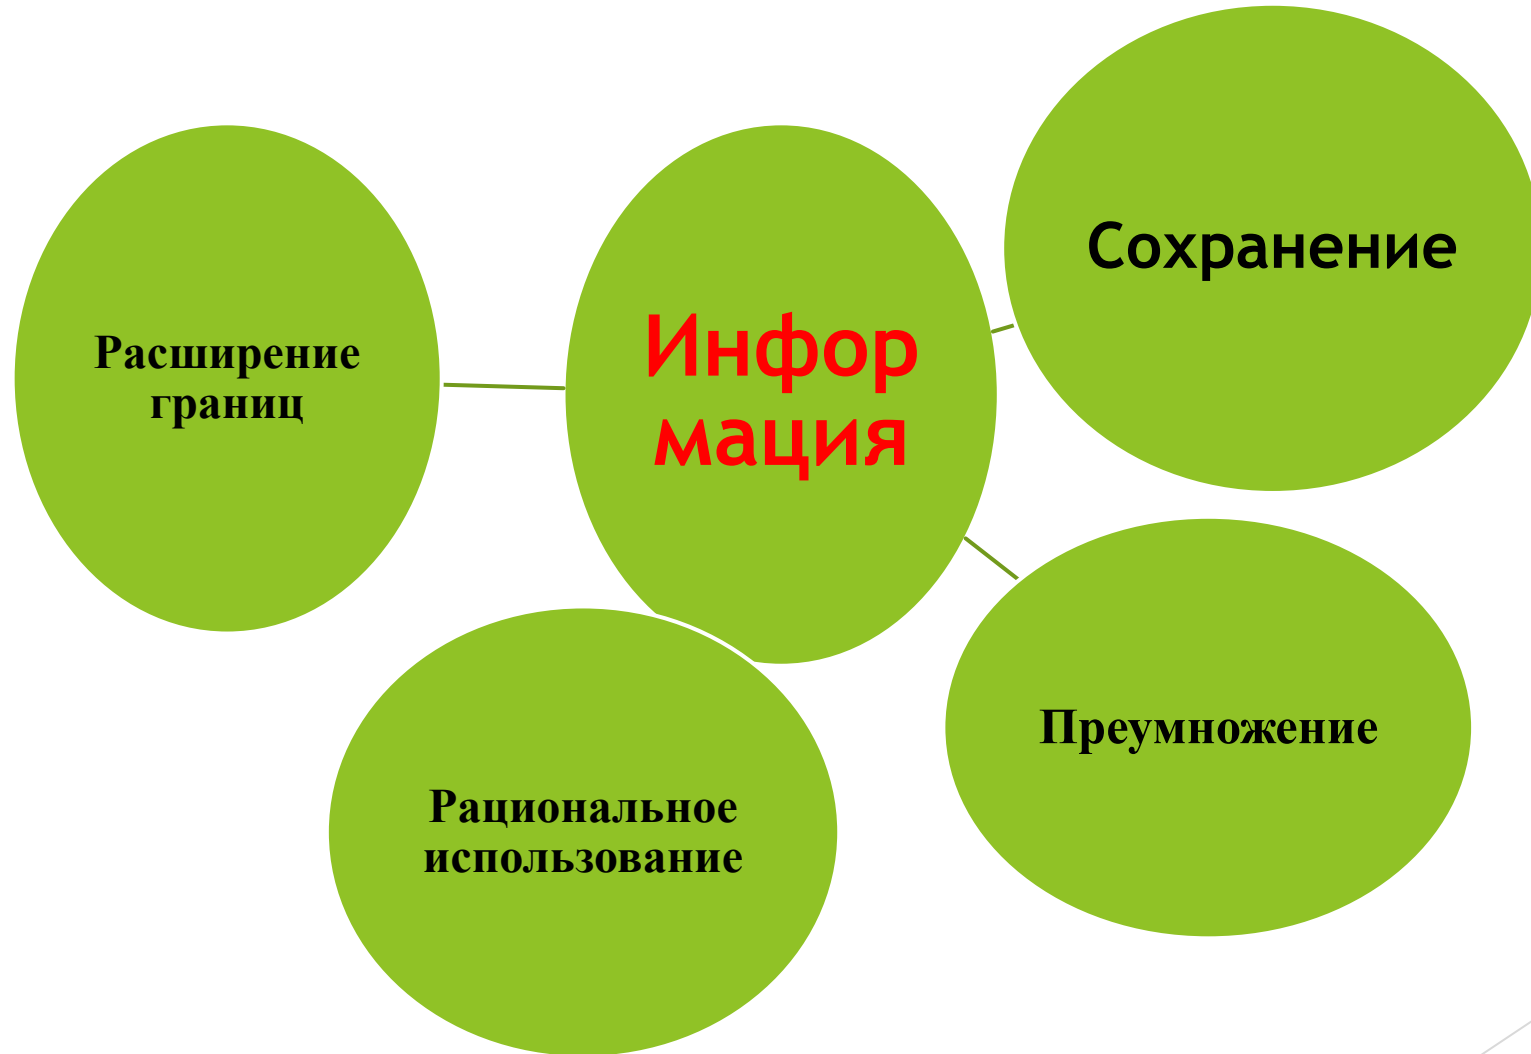 Сохранение
Инфор
мация
Расширение
границ
Преумножение
Рациональное
использование